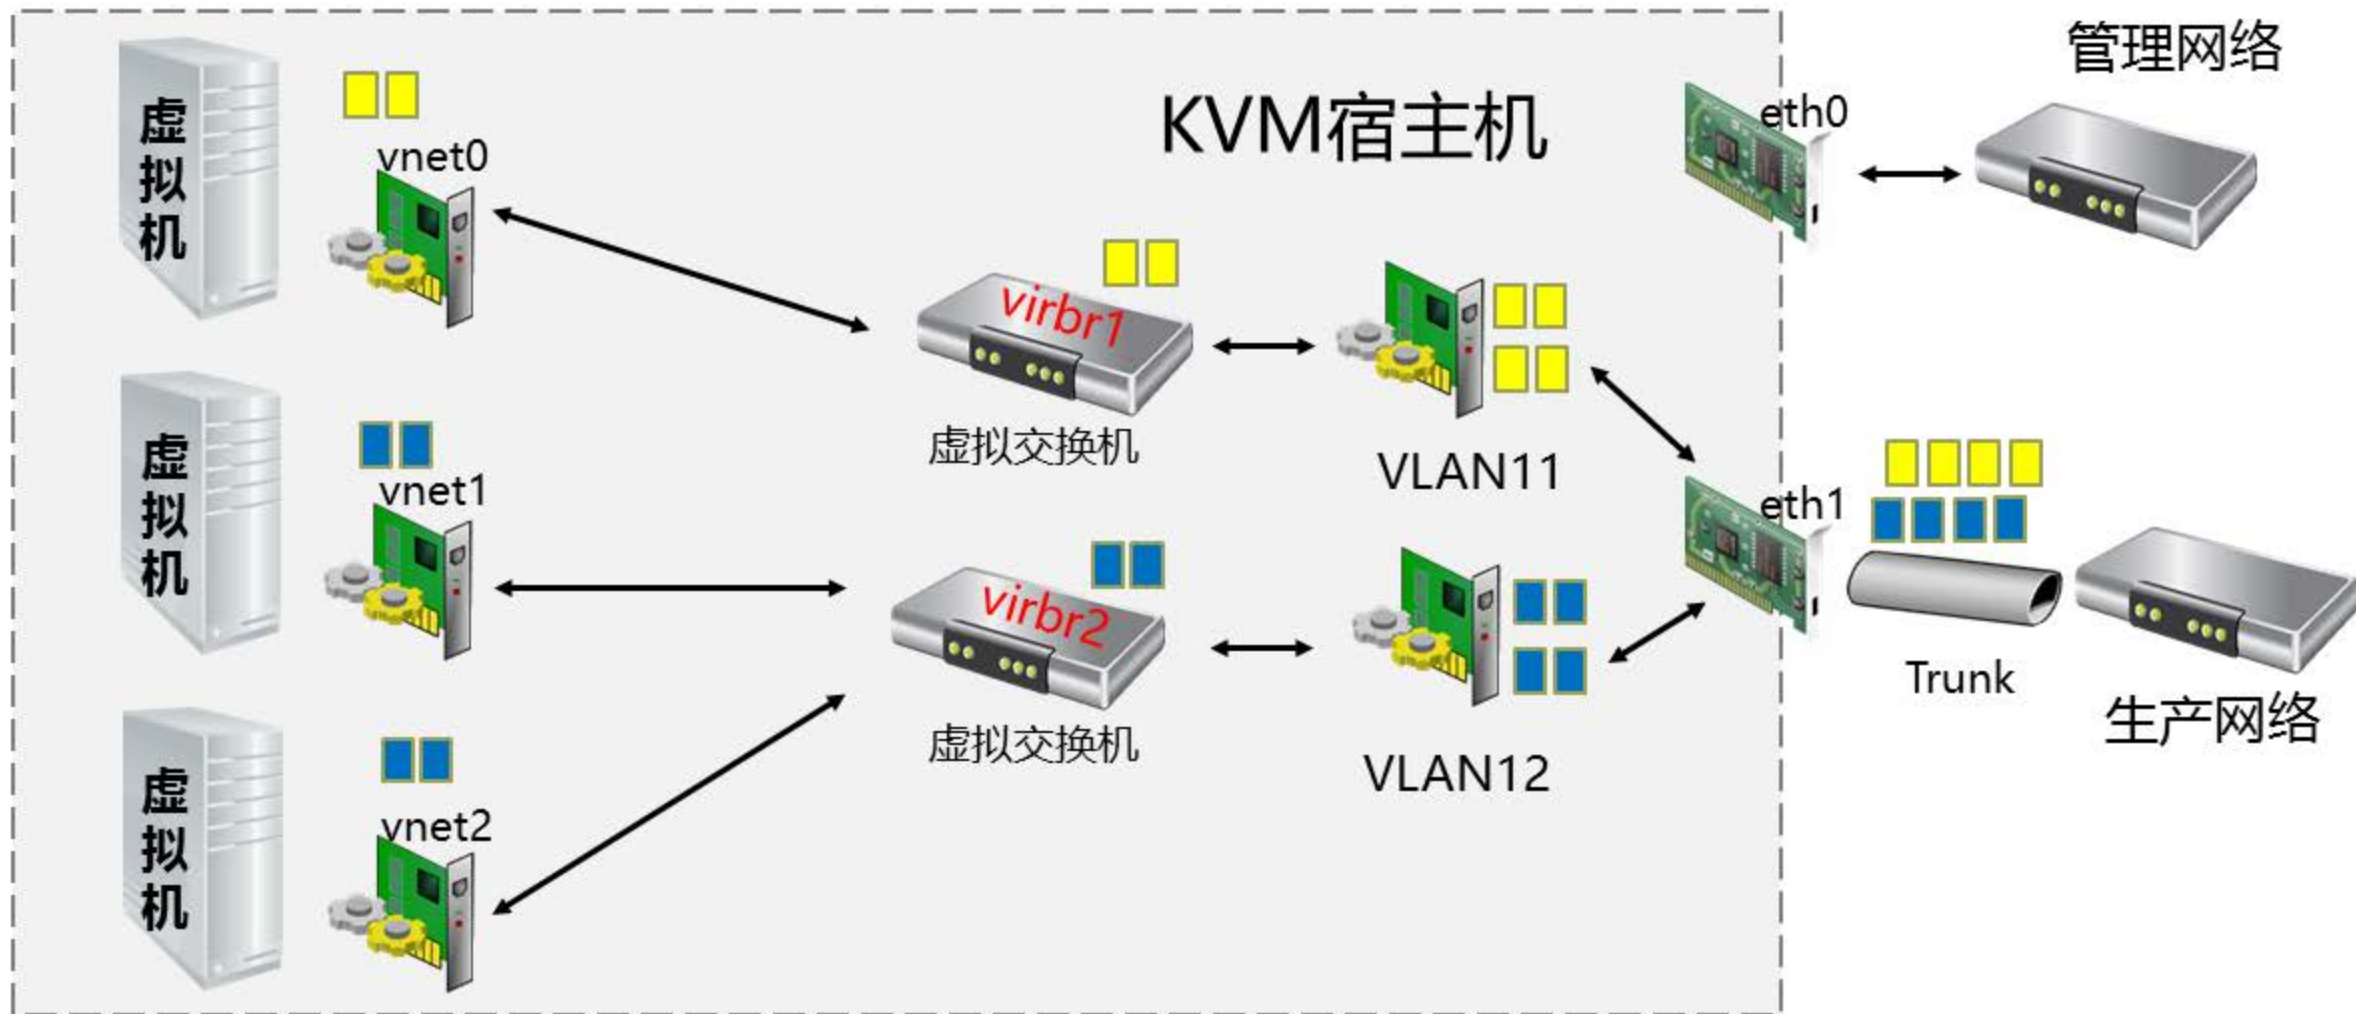 管理网络
KVM宿主机
eth0
虚拟机
vnet0
virbr1
虚拟交换机
VLAN11
虚拟机
vnet1
eth1
virbr2
虚拟交换机
VLAN12
Trunk
生产网络
虚拟机
vnet2